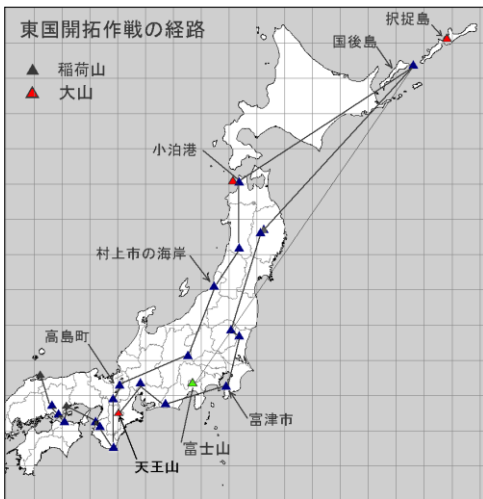 東国開拓作戦の経路
択捉島
国後島
稲荷山
大山
小泊港
村上市の海岸
高島町
富津市
富士山
天王山